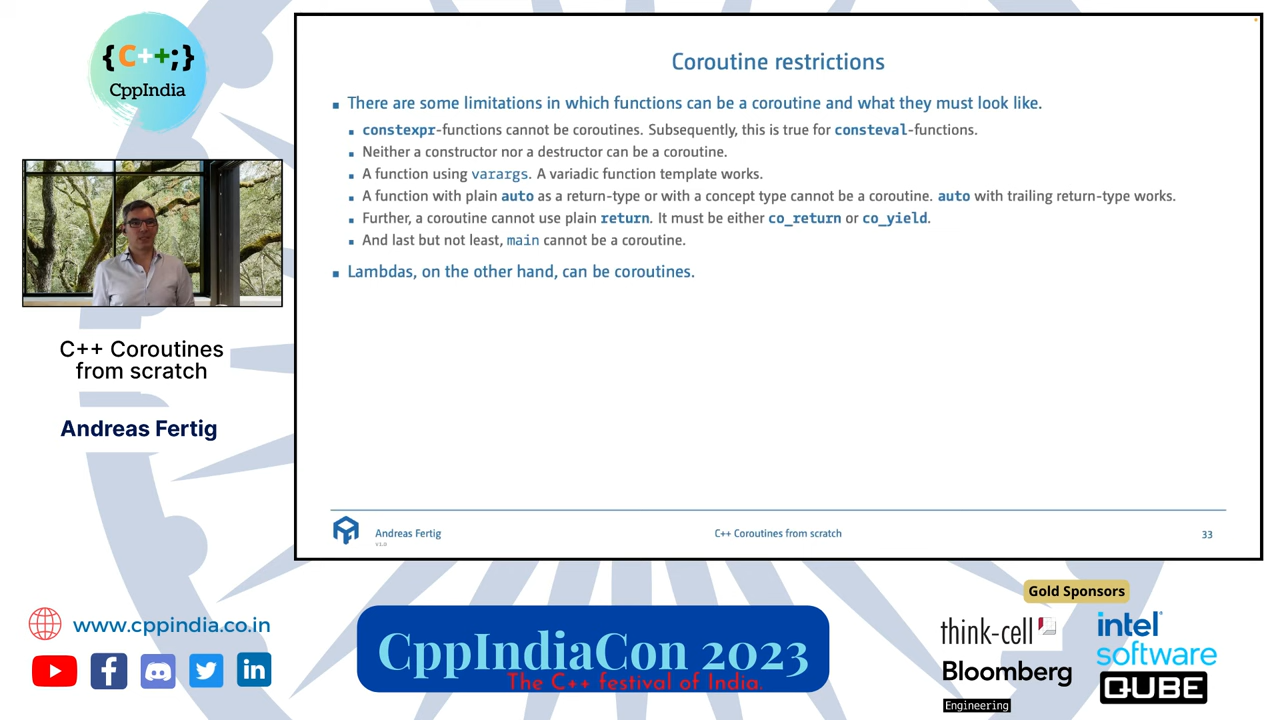 {C++;}
CppIndia
C++ Coroutines
from scratch
Andreas Fertig
Coroutine restrictions
There are some limitations in which functions can be a coroutine and what they must look like.
constexpr-functions cannot be coroutines. Subsequently, this is true for consteval-functions.
Neither a constructor nor a destructor can be a coroutine.
A function using varargs. A variadic function template works.
A function with plain auto as a return-type or with a concept type cannot be a coroutine. auto with trailing return-type works.
Further, a coroutine cannot use plain return. It must be either co_return or co_yield.
And last but not least, main cannot be a coroutine.
Lambdas, on the other hand, can be coroutines.
Andreas Fertig
v1.0
C++ Coroutines from scratch
33
www.cppindia.co.in
CppIndiaCon 2023
The C++ festival of India.
Gold Sponsors
think-cell
intel
software
Bloomberg
Engineering
QUBE